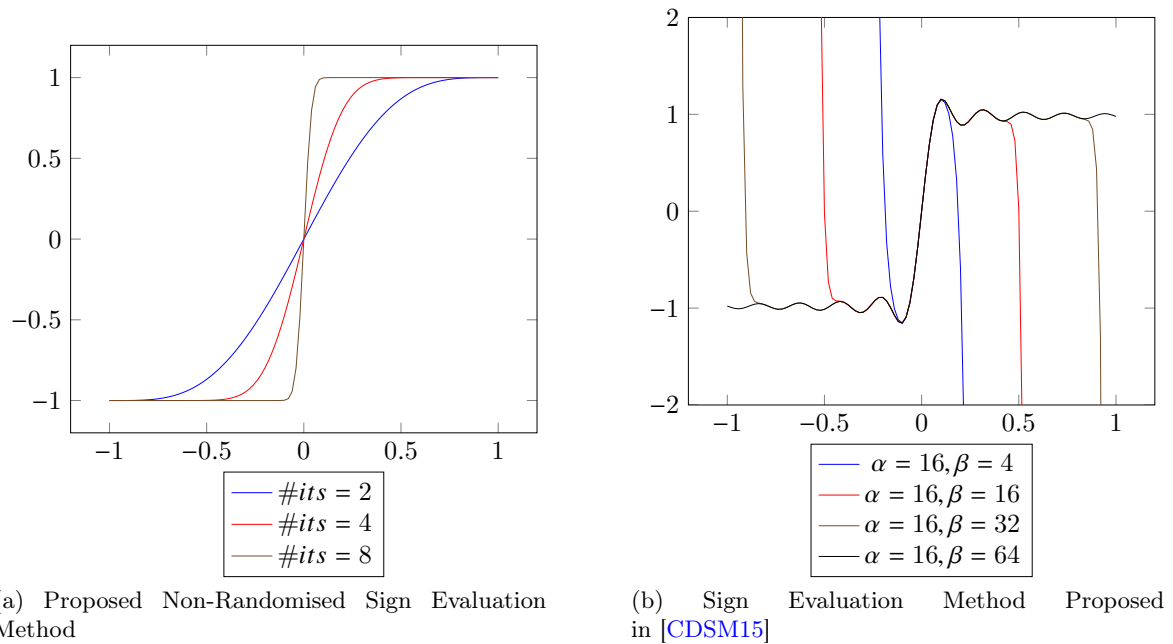 1
0.5
0
−0.5
−1
−1 −0.5 0 0.5 1
#its = 2
#its = 4
#its = 8
(a) Proposed Non-Randomised Sign Evaluation
Method
2
1
0
−1
−2
−1 −0.5 0 0.5 1
α = 16, β = 4
α = 16, β = 16
α = 16, β = 32
α = 16, β = 64
(b) Sign Evaluation Method Proposed
in [CDSM15]